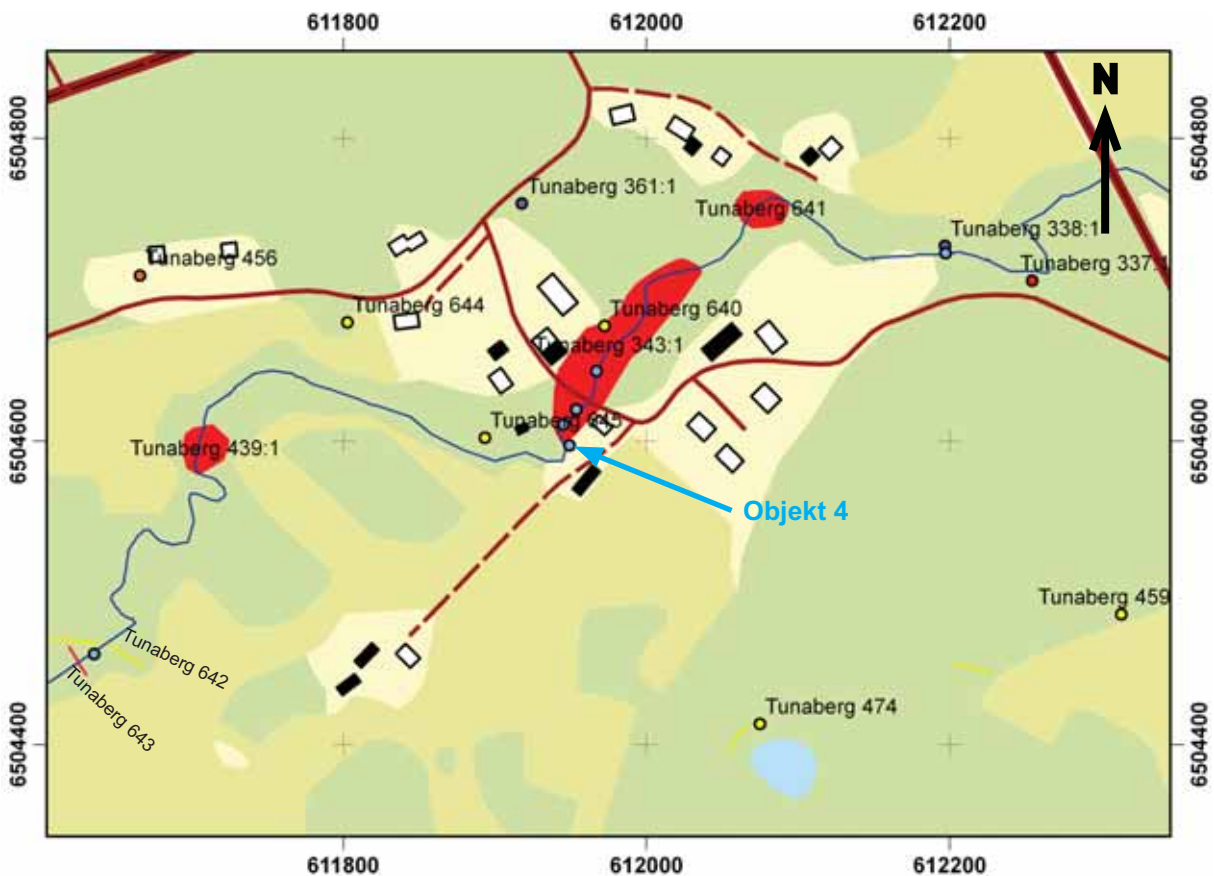 611800
612000
612200
N
6504800
6504800
Tunaberg 361:1
Tunaberg 641
Tunaberg 338:1
Tunaberg 456
Tunaberg 337:1
Tunaberg 644
Tunaberg 640
Tunaberg 343:1
Tunaberg 645
6504600
6504600
Tunaberg 439:1
Objekt 4
Tunaberg 459
Tunaberg 642
Tunaberg 643
Tunaberg 474
6504400
6504400
611800
612000
612200